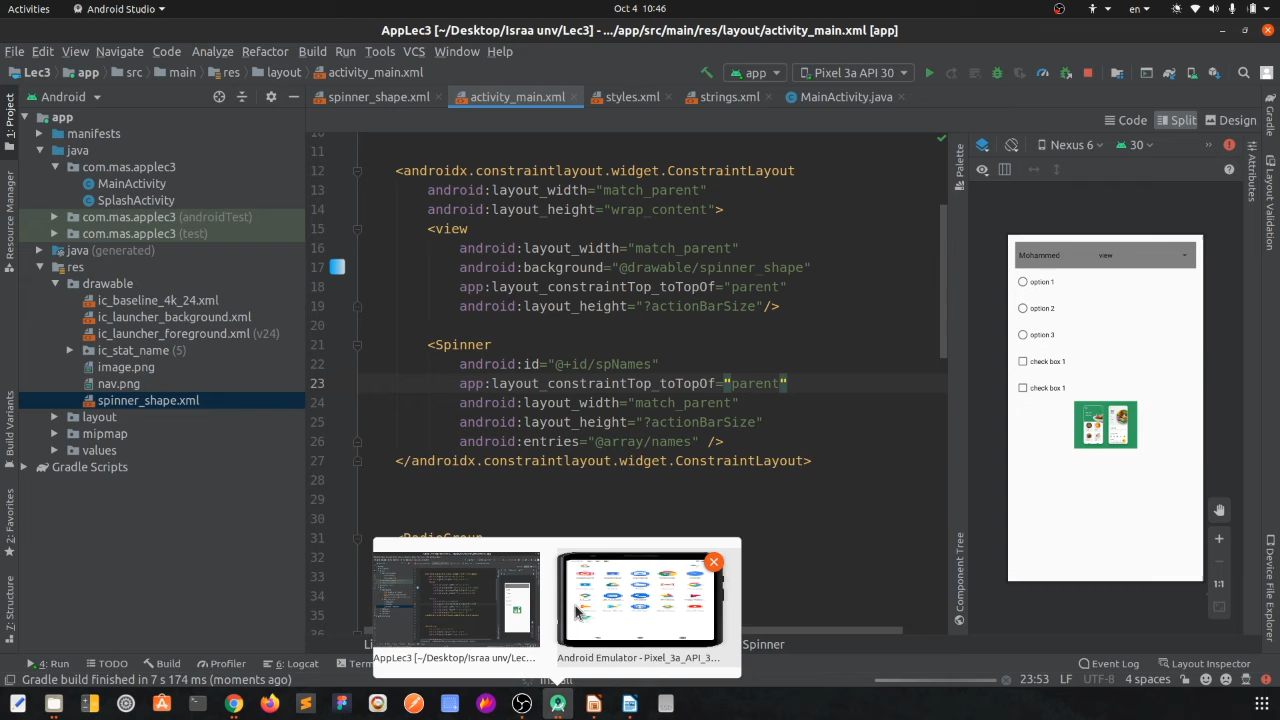 Activities
Android Studio
Oct 4 10:46
en
AppLec3 [~/Desktop/Israa unv/Lec3] - .../app/src/main/res/layout/activity_main.xml [app]
File Edit View Navigate Code Analyze Refactor Build Run Tools VCS Window Help
Lec3 app src main res layout activity_main.xml
app Pixel 3a API 30
Android
spinner_shape.xml activity_main.xml styles.xml strings.xml MainActivity.java
Code Split Design
1: Project
Resource Manager
Build Variants
2: Favorites
7: Structure
app
manifests
java
com.mas.applec3
MainActivity
SplashActivity
com.mas.applec3 (androidTest)
com.mas.applec3 (test)
java (generated)
res
drawable
ic_baseline_4k_24.xml
ic_launcher_background.xml
ic_launcher_foreground.xml (v24)
ic_stat_name (5)
image.png
nav.png
spinner_shape.xml
layout
mipmap
values
Gradle Scripts
10
11
12 <androidx.constraintlayout.widget.ConstraintLayout
13 android:layout_width="match_parent"
14 android:layout_height="wrap_content">
15 <view
16 android:layout_width="match_parent"
17 android:background="@drawable/spinner_shape"
18 app:layout_constraintTop_toTopOf="parent"
19 android:layout_height="?actionBarSize"/>
20
21 <Spinner
22 android:id="@+id/spNames"
23 app:layout_constraintTop_toTopOf="parent"
24 android:layout_width="match_parent"
25 android:layout_height="?actionBarSize"
26 android:entries="@array/names" />
27 </androidx.constraintlayout.widget.ConstraintLayout>
28
29
30
31 <RadioGroup
32
33
34
35
36
Palette
Component Tree
Nexus 6 30
Mohammed view
option 1
option 2
option 3
check box 1
check box 1
1:1
Attributes
Gradle
Layout Validation
Spinner
AppLec3 [~/Desktop/Israa unv/Lec...
Android Emulator - Pixel_3a_API_3...
4: Run TODO Build Profiler 6: Logcat Term
Event Log Layout Inspector
Gradle build finished in 7 s 174 ms (moments ago)
Install
23:53 LF UTF-8 4 spaces